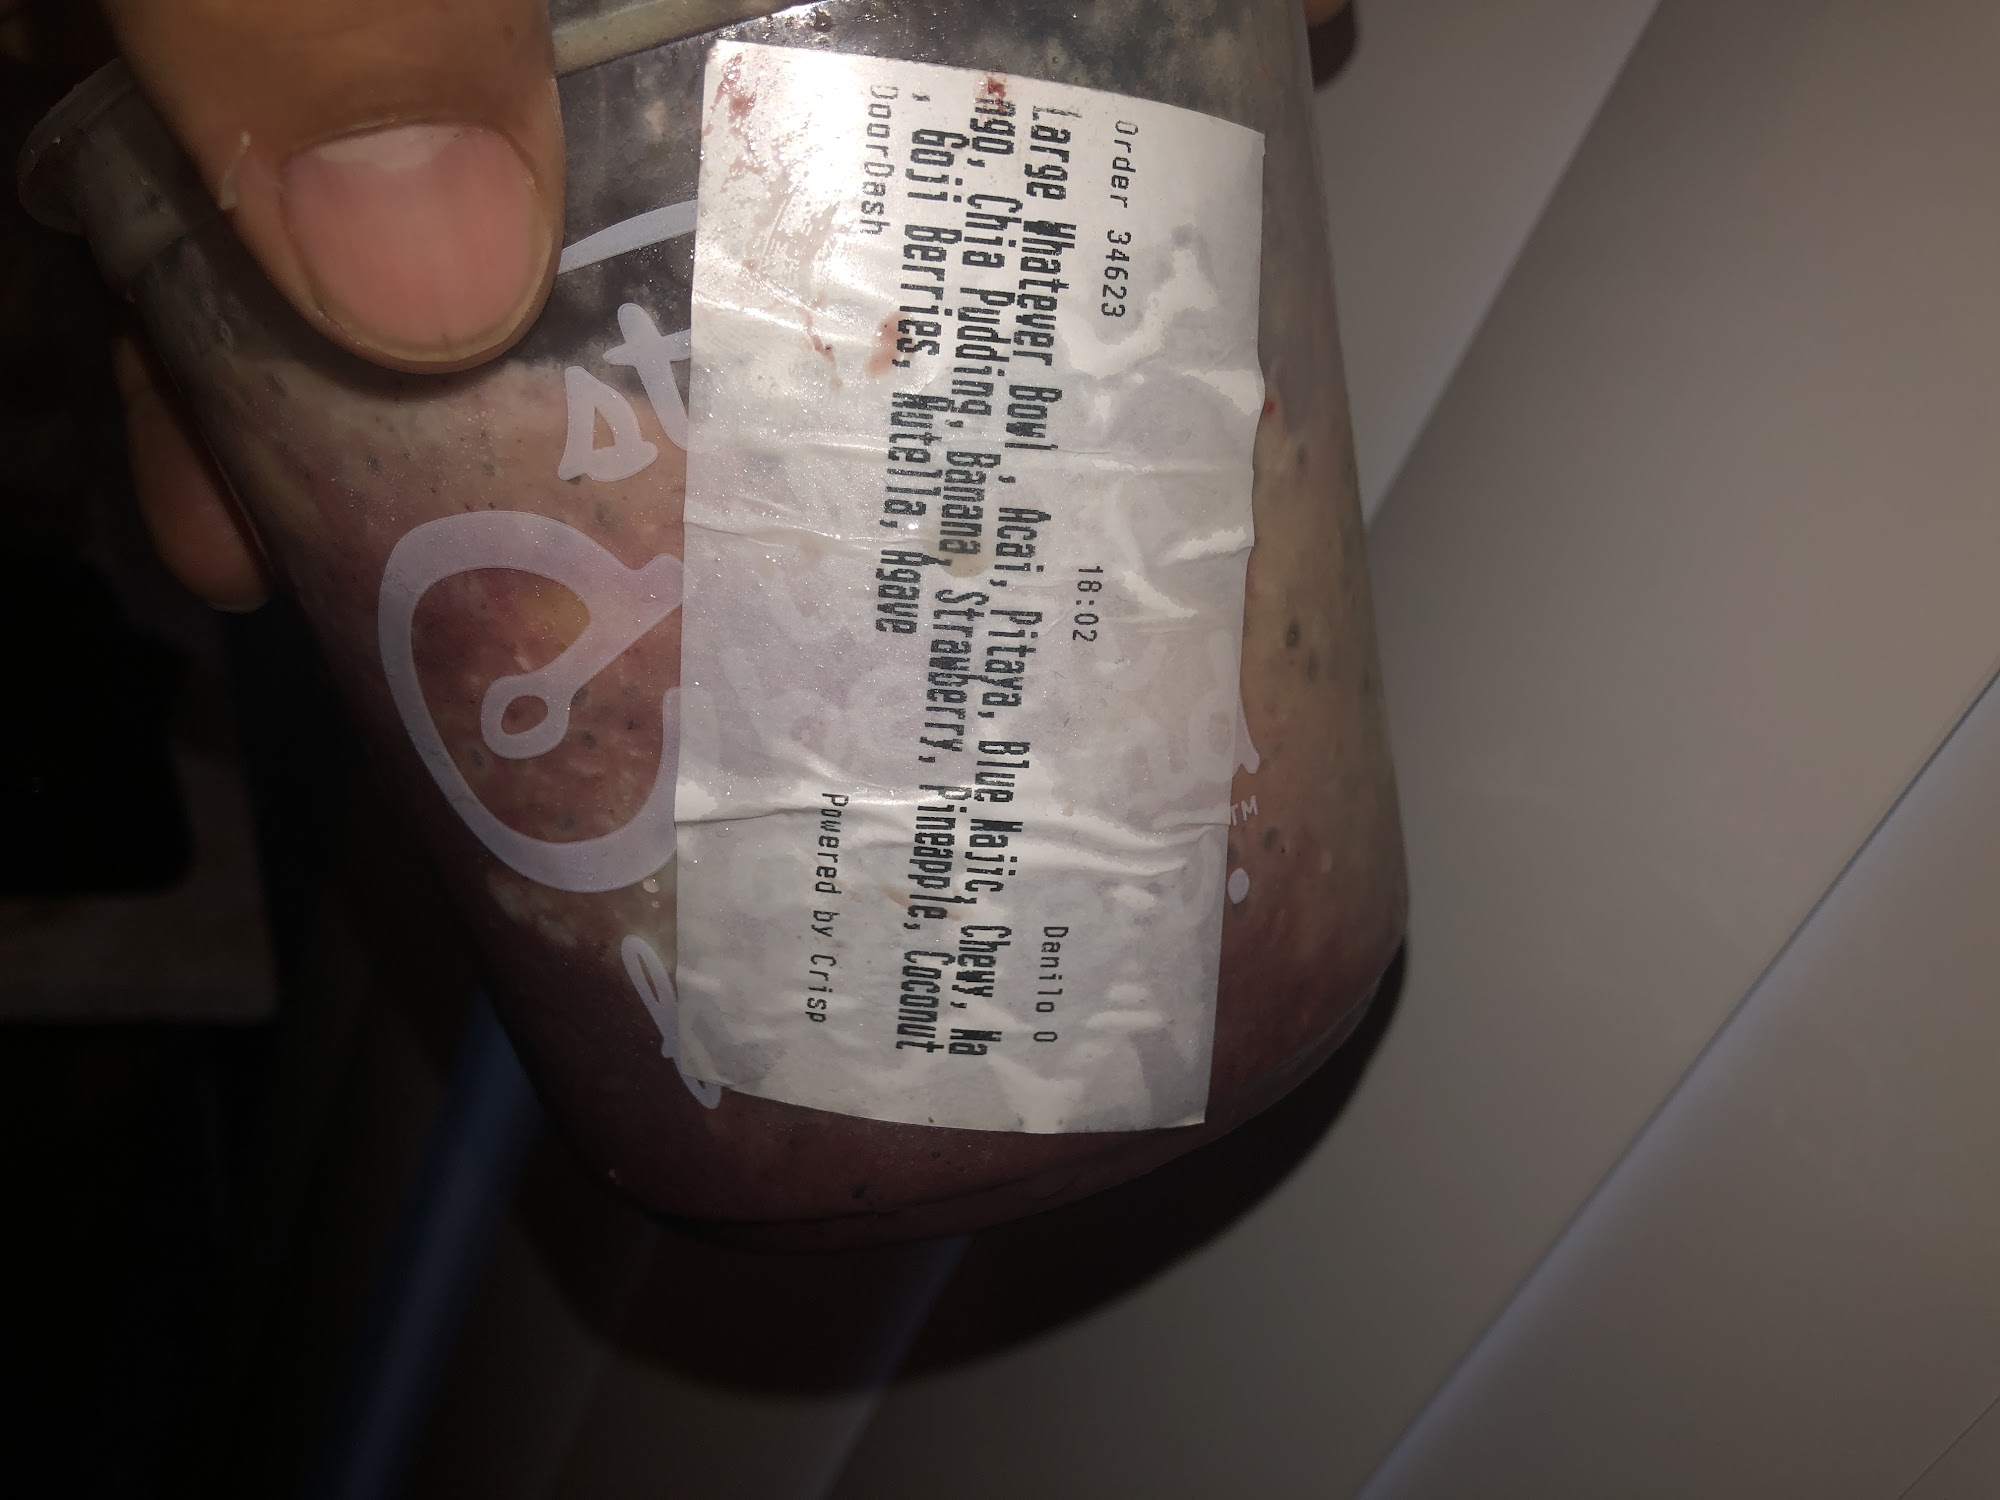 Order 34623 18:02 Danilo O
Large Whatever Bowl , Acai, Pitaya, Blue Majic, Chewy, Ma
ngo, Chia Pudding, Banana, Strawberry, Pineapple, Coconut
, Goji Berries, Nutella, Agave
DoorDash Powered by Crisp
TM